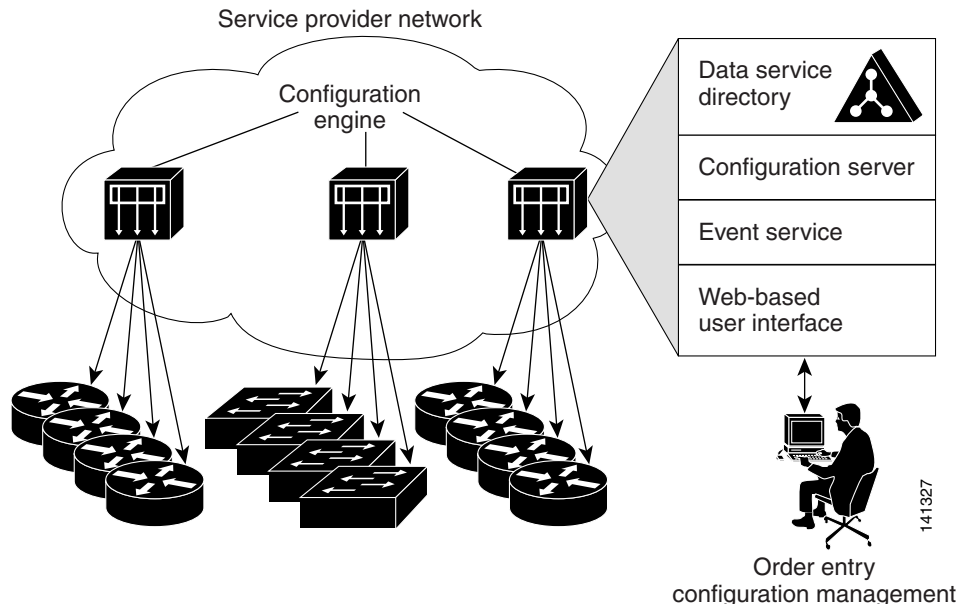 Service provider network
Configuration
engine
Data service
directory
Configuration server
Event service
Web-based
user interface
141327
Order entry
configuration management